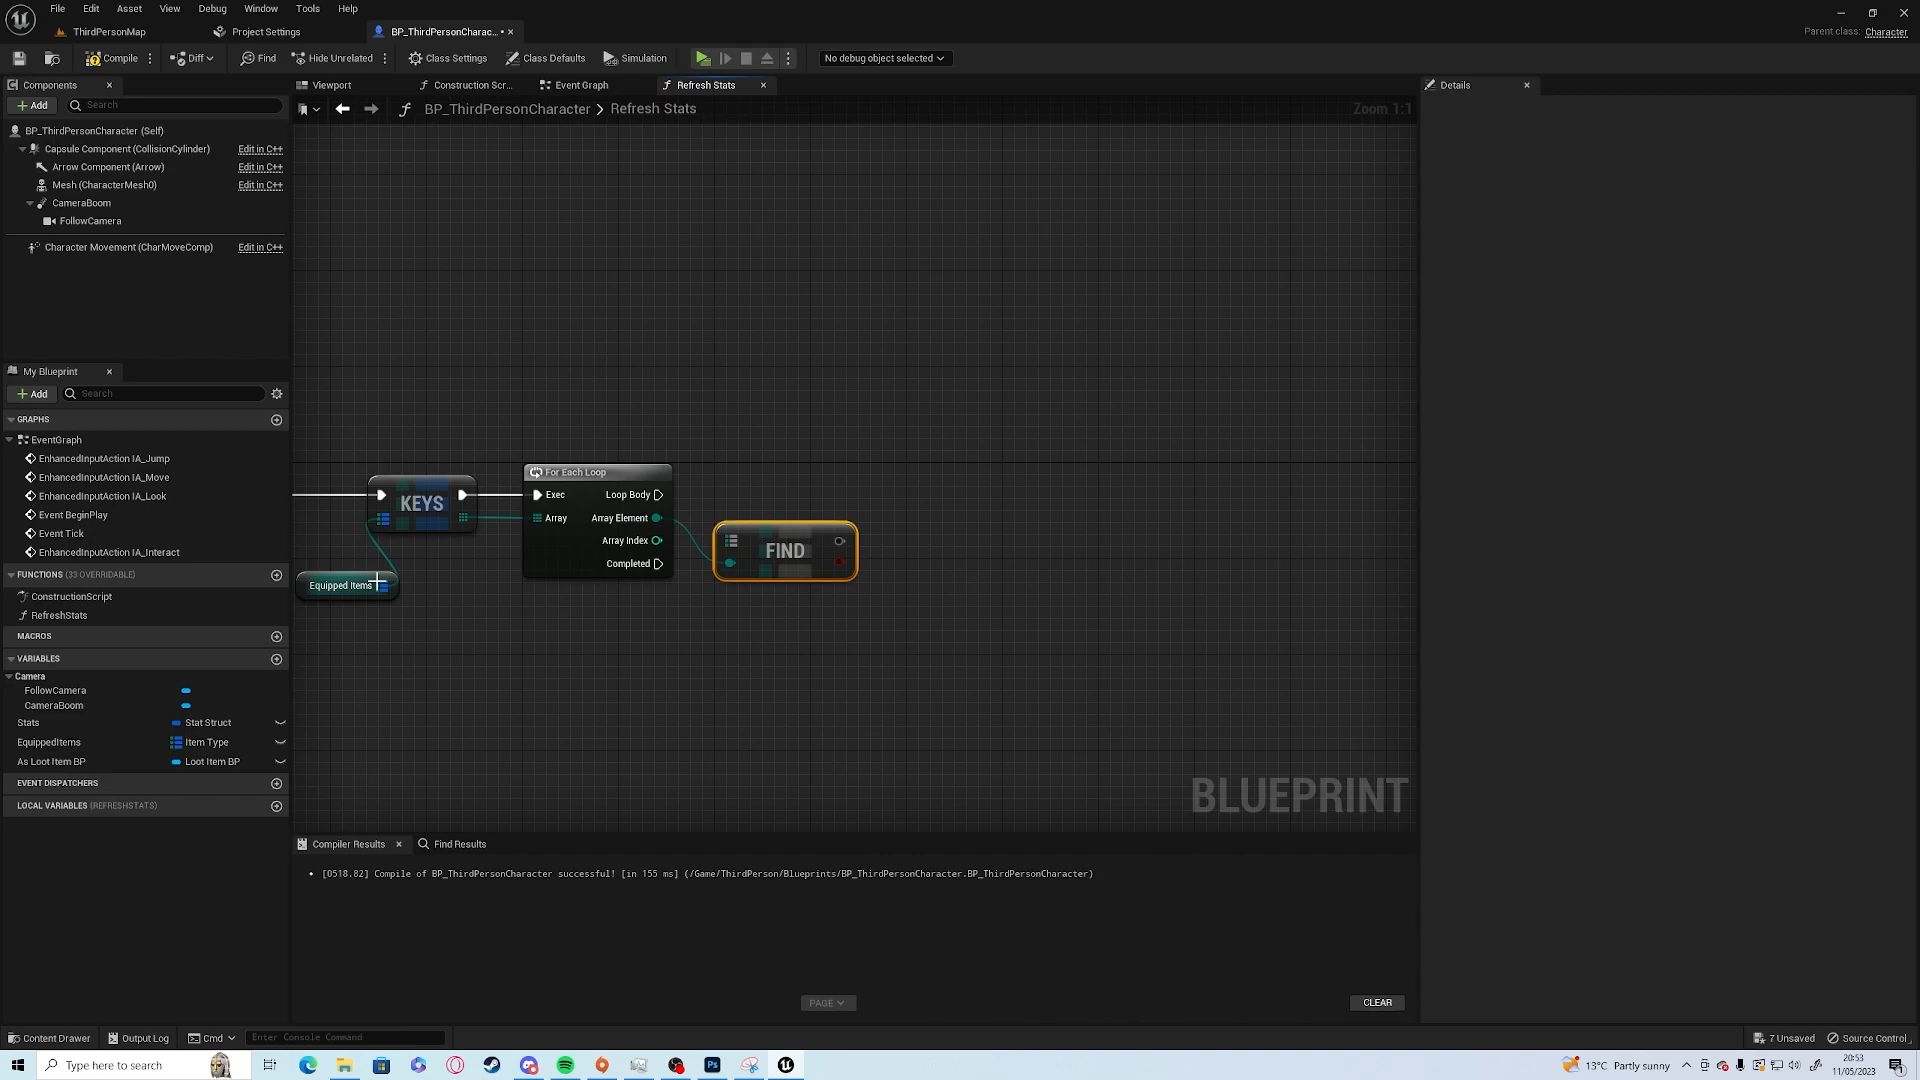 File Edit Asset View Debug Window Tools Help
ThirdPersonMap Project Settings BP_ThirdPersonCharac... Parent class: Character
Compile Diff Find Hide Unrelated Class Settings Class Defaults Simulation No debug object selected
Components Viewport Construction Scr... Event Graph Refresh Stats Details
Add Search BP_ThirdPersonCharacter > Refresh Stats Zoom 1:1
BP_ThirdPersonCharacter (Self)
Capsule Component (CollisionCylinder) Edit in C++
Arrow Component (Arrow) Edit in C++
Mesh (CharacterMesh0) Edit in C++
CameraBoom
FollowCamera
Character Movement (CharMoveComp) Edit in C++
My Blueprint
Add Search
GRAPHS
EventGraph
EnhancedInputAction IA_Jump
EnhancedInputAction IA_Move
EnhancedInputAction IA_Look
Event BeginPlay
Event Tick
EnhancedInputAction IA_Interact
FUNCTIONS (33 OVERRIDABLE)
ConstructionScript
RefreshStats
MACROS
VARIABLES
Camera
FollowCamera
CameraBoom
Stats Stat Struct
EquippedItems Item Type
As Loot Item BP Loot Item BP
EVENT DISPATCHERS
LOCAL VARIABLES (REFRESHSTATS)
KEYS
Equipped Items
For Each Loop
Exec Loop Body
Array Array Element
Array Index
Completed
FIND
BLUEPRINT
Compiler Results Find Results
[0518.82] Compile of BP_ThirdPersonCharacter successful! [in 155 ms] (/Game/ThirdPerson/Blueprints/BP_ThirdPersonCharacter.BP_ThirdPersonCharacter)
PAGE CLEAR
Content Drawer Output Log Cmd Enter Console Command 7 Unsaved Source Control
Type here to search Ps 13°C Partly sunny 20:53
11/05/2023